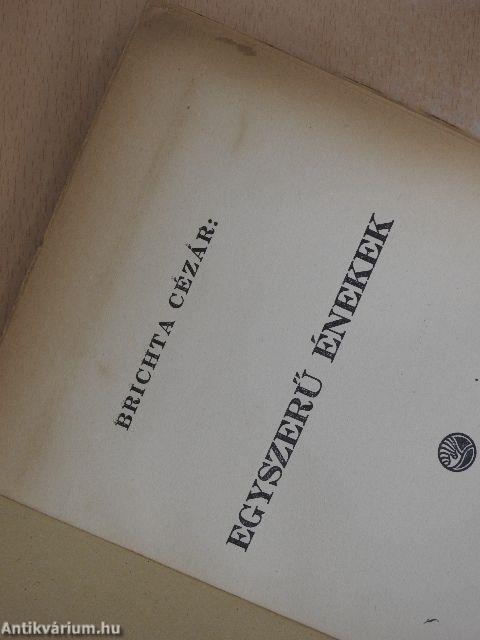 BRICHTA CÉZÁR:
EGYSZERŰ ÉNEKEK
Antikvárium.hu